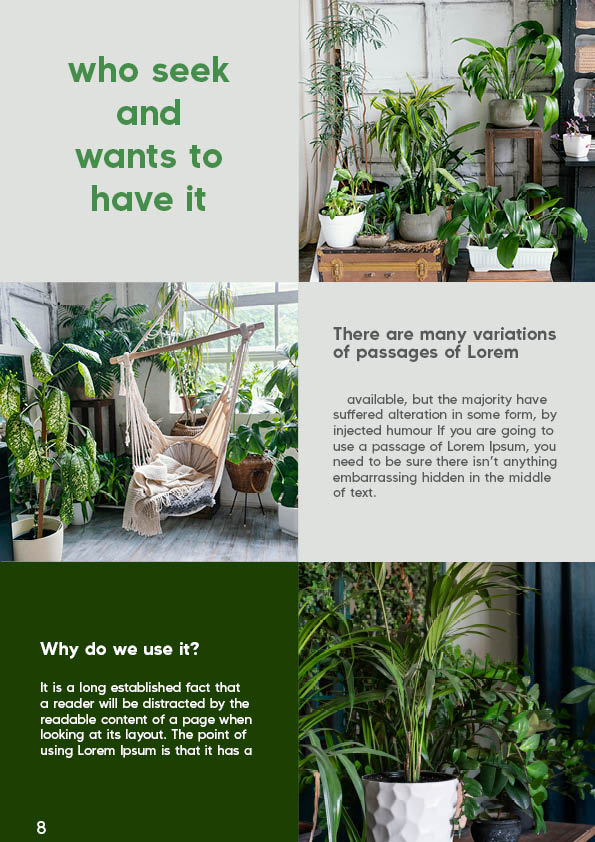 who seek
and
wants to
have it
There are many variations
of passages of Lorem
available, but the majority have
suffered alteration in some form, by
injected humour If you are going to
use a passage of Lorem Ipsum, you
need to be sure there isn't anything
embarrassing hidden in the middle
of text.
Why do we use it?
It is a long established fact that
a reader will be distracted by the
readable content of a page when
looking at its layout. The point of
using Lorem Ipsum is that it has a
8